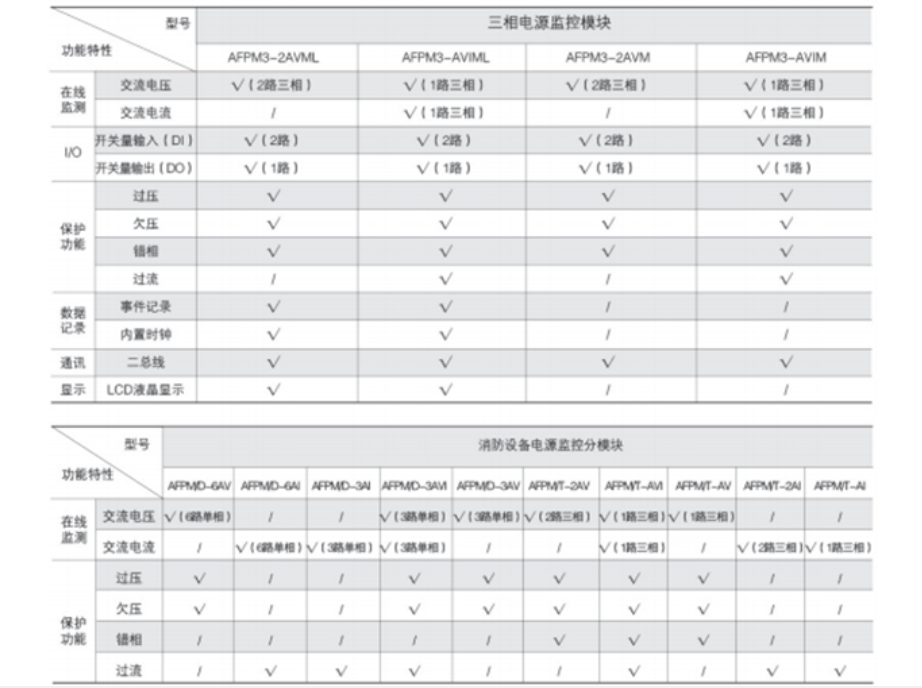 型号 三相电源监控模块
功能特性 AFPM3-2AVML AFPM3-AVIML AFPM3-2AVM AFPM3-AVIM
在线监测 交流电压 √(2路三相) √(1路三相) √(2路三相) √(1路三相)
交流电流 / √(1路三相) / √(1路三相)
I/O 开关量输入(DI) √(2路) √(2路) √(2路) √(2路)
开关量输出(DO) √(1路) √(1路) √(1路) √(1路)
保护功能 过压 √ √ √ √
欠压 √ √ √ √
错相 √ √ √ √
过流 / √ / √
数据记录 事件记录 √ √ / /
内置时钟 √ √ / /
通讯 二总线 √ √ √ √
显示 LCD液晶显示 √ √ / /
型号 消防设备电源监控分模块
功能特性 AFPM/D-6AV AFPM/D-6AI AFPM/D-3AI AFPM/D-3AVI AFPM/D-3AV AFPM/T-2AV AFPM/T-AVI AFPM/T-AV AFPM/T-2AI AFPM/T-AI
在线监测 交流电压 √(6路单相) / / √(3路单相) √(3路单相) √(2路三相) √(1路三相) √(1路三相) / /
交流电流 / √(6路单相) √(3路单相) √(3路单相) / / √(1路三相) / √(2路三相) √(1路三相)
保护功能 过压 √ / / √ √ √ √ √ / /
欠压 √ / / √ √ √ √ √ / /
错相 / / / / / √ √ √ / /
过流 / √ √ √ / / √ / √ √